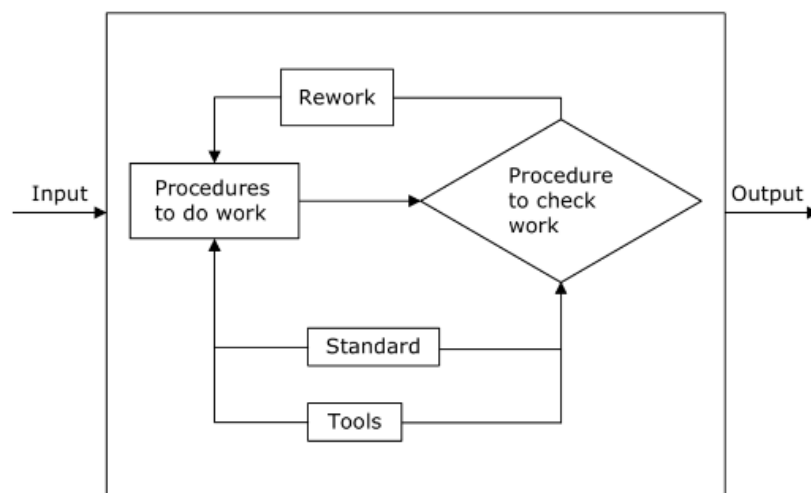 Rework
Input
Procedures
to do work
Procedure
to check
work
Output
Standard
Tools